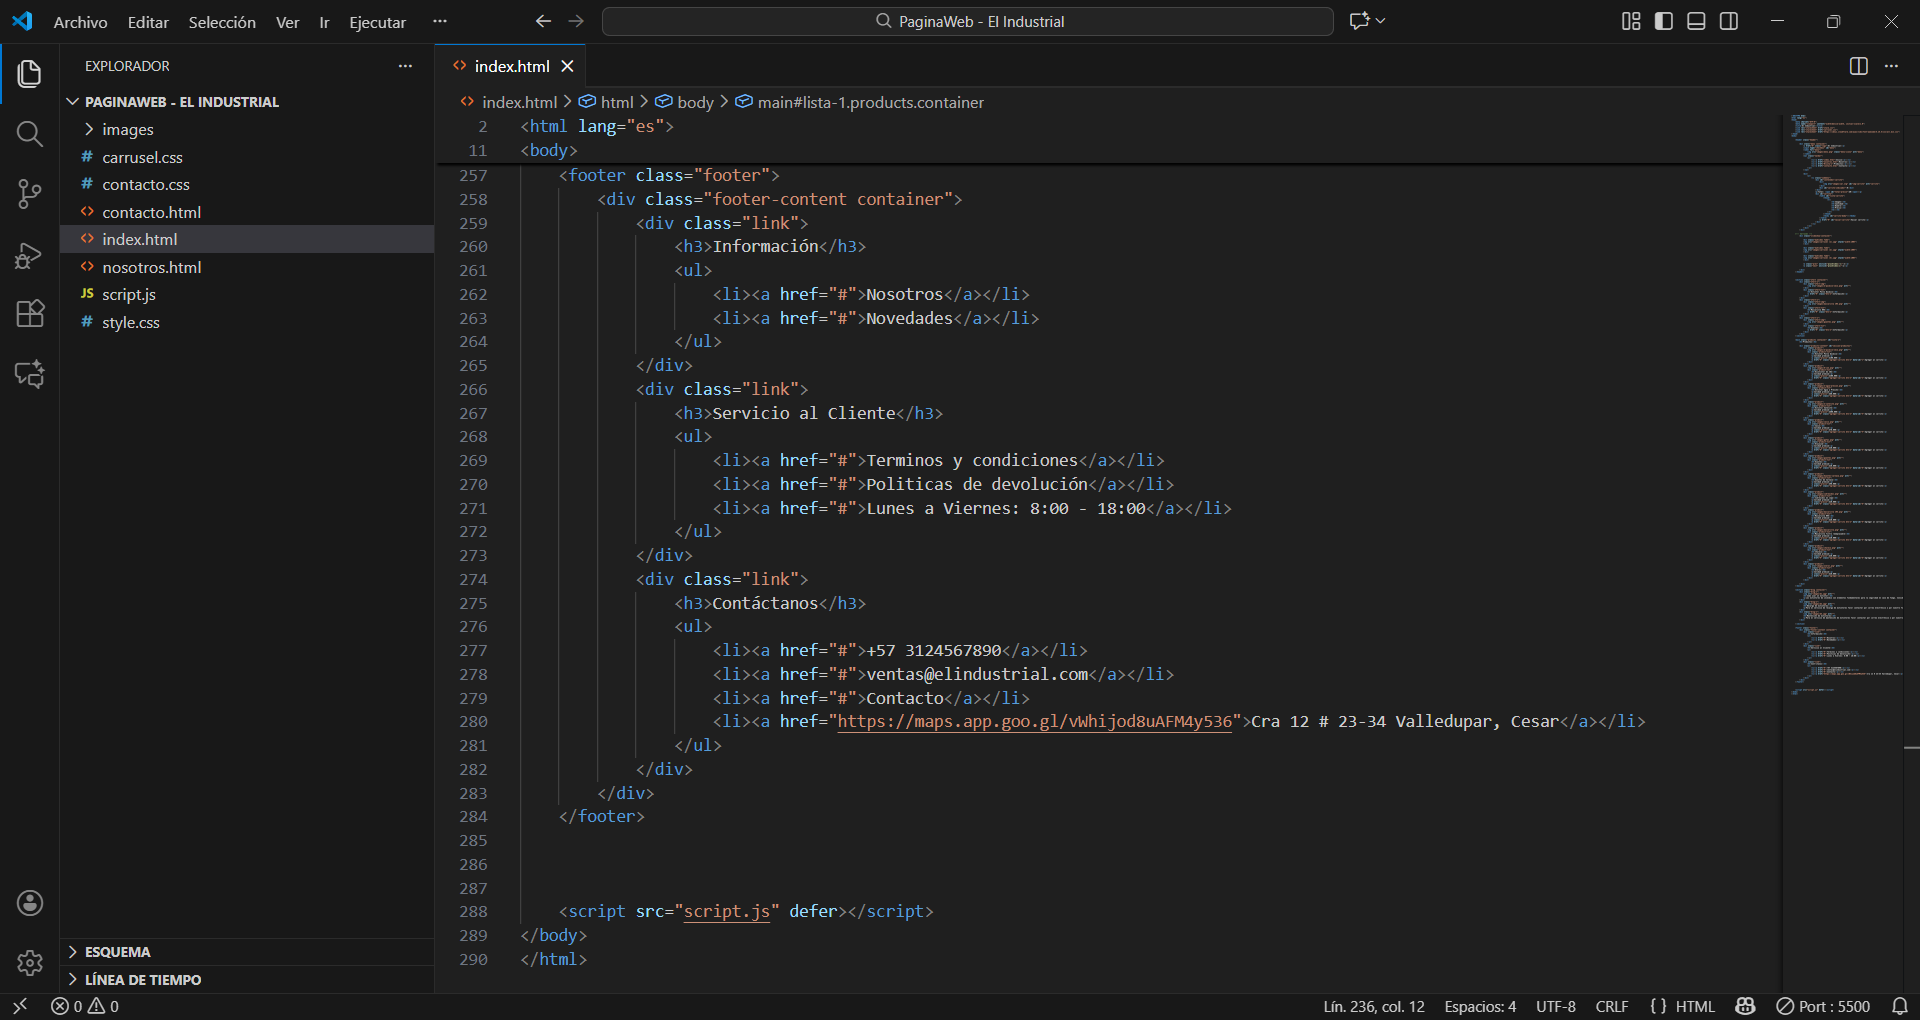 Archivo Editar Selección Ver Ir Ejecutar ··· PaginaWeb - El Industrial
EXPLORADOR
PAGINAWEB - EL INDUSTRIAL
images
# carrusel.css
# contacto.css
<> contacto.html
<> index.html
<> nosotros.html
JS script.js
# style.css
ESQUEMA
LÍNEA DE TIEMPO
<> index.html
<> index.html > html > body > main#lista-1.products.container
2 <html lang="es">
11 <body>
257 <footer class="footer">
258 <div class="footer-content container">
259 <div class="link">
260 <h3>Información</h3>
261 <ul>
262 <li><a href="#">Nosotros</a></li>
263 <li><a href="#">Novedades</a></li>
264 </ul>
265 </div>
266 <div class="link">
267 <h3>Servicio al Cliente</h3>
268 <ul>
269 <li><a href="#">Terminos y condiciones</a></li>
270 <li><a href="#">Politicas de devolución</a></li>
271 <li><a href="#">Lunes a Viernes: 8:00 - 18:00</a></li>
272 </ul>
273 </div>
274 <div class="link">
275 <h3>Contáctanos</h3>
276 <ul>
277 <li><a href="#">+57 3124567890</a></li>
278 <li><a href="#">ventas@elindustrial.com</a></li>
279 <li><a href="#">Contacto</a></li>
280 <li><a href="https://maps.app.goo.gl/vWhijod8uAFM4y536">Cra 12 # 23-34 Valledupar, Cesar</a></li>
281 </ul>
282 </div>
283 </div>
284 </footer>
285
286
287
288 <script src="script.js" defer></script>
289 </body>
290 </html>
0 0 Lín. 236, col. 12 Espacios: 4 UTF-8 CRLF {} HTML Port : 5500